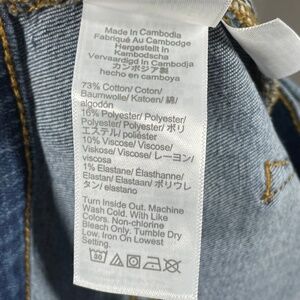 Made In Cambodia
Fabriqué Au Cambodge
Hergestellt In
Kambodscha
Vervaardigd In Cambodja
カンボジア製
hecho en camboya
73% Cotton/ Coton/
Baumwolle/ Katoen/ 綿/
algodón
16% Polyester/ Polyester/
Polyester/ Polyester/ ポリ
エステル/ poliéster
10% Viscose/ Viscose/
Viskose/ Viscose/ レーヨン/
viscosa
1% Elastane/ Élasthanne/
Elastan/ Elastaan/ ポリウレ
タン/ elastano
Turn Inside Out. Machine
Wash Cold. With Like
Colors. Non-chlorine
Bleach Only. Tumble Dry
Low. Iron On Lowest
Setting.
30